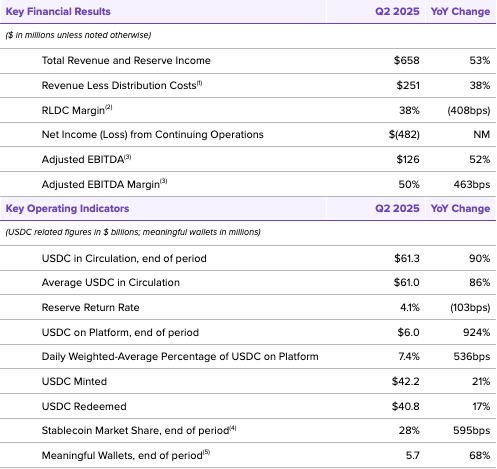 Key Financial Results Q2 2025 YoY Change
($ in millions unless noted otherwise)
Total Revenue and Reserve Income $658 53%
Revenue Less Distribution Costs(1) $251 38%
RLDC Margin(2) 38% (408bps)
Net Income (Loss) from Continuing Operations $(482) NM
Adjusted EBITDA(3) $126 52%
Adjusted EBITDA Margin(3) 50% 463bps
Key Operating Indicators Q2 2025 YoY Change
(USDC related figures in $ billions; meaningful wallets in millions)
USDC in Circulation, end of period $61.3 90%
Average USDC in Circulation $61.0 86%
Reserve Return Rate 4.1% (103bps)
USDC on Platform, end of period $6.0 924%
Daily Weighted-Average Percentage of USDC on Platform 7.4% 536bps
USDC Minted $42.2 21%
USDC Redeemed $40.8 17%
Stablecoin Market Share, end of period(4) 28% 595bps
Meaningful Wallets, end of period(5) 5.7 68%